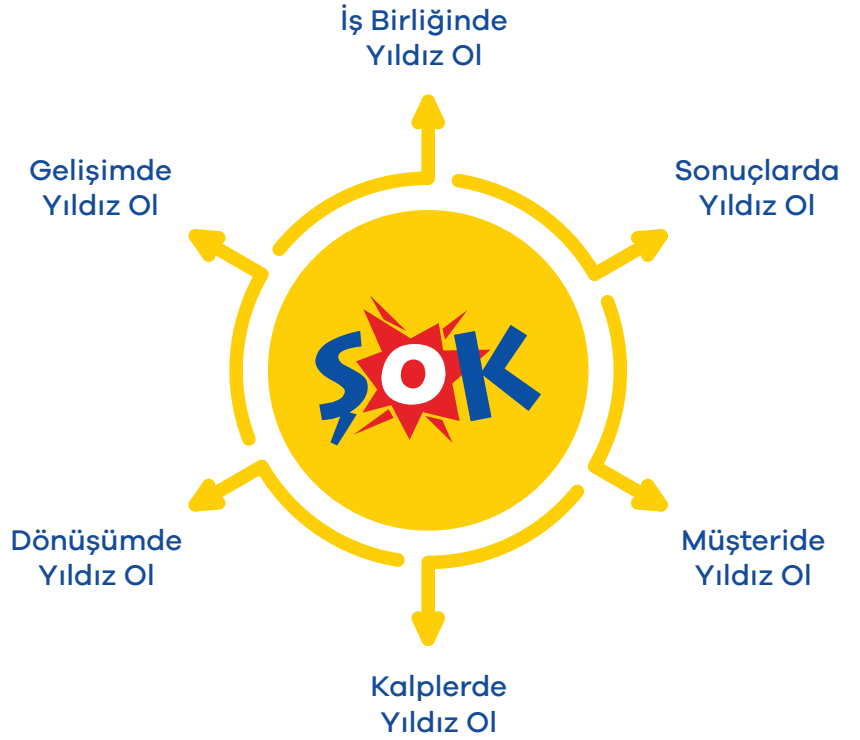 İş Birliğinde
Yıldız Ol
Gelişimde
Yıldız Ol
Sonuçlarda
Yıldız Ol
ŞOK
Dönüşümde
Yıldız Ol
Müşteride
Yıldız Ol
Kalplerde
Yıldız Ol